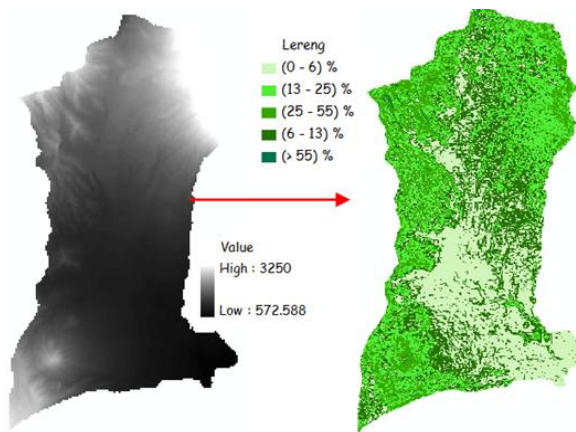 Lereng
(0 - 6) %
(13 - 25) %
(25 - 55) %
(6 - 13) %
(> 55) %
Value
High : 3250
Low : 572.588